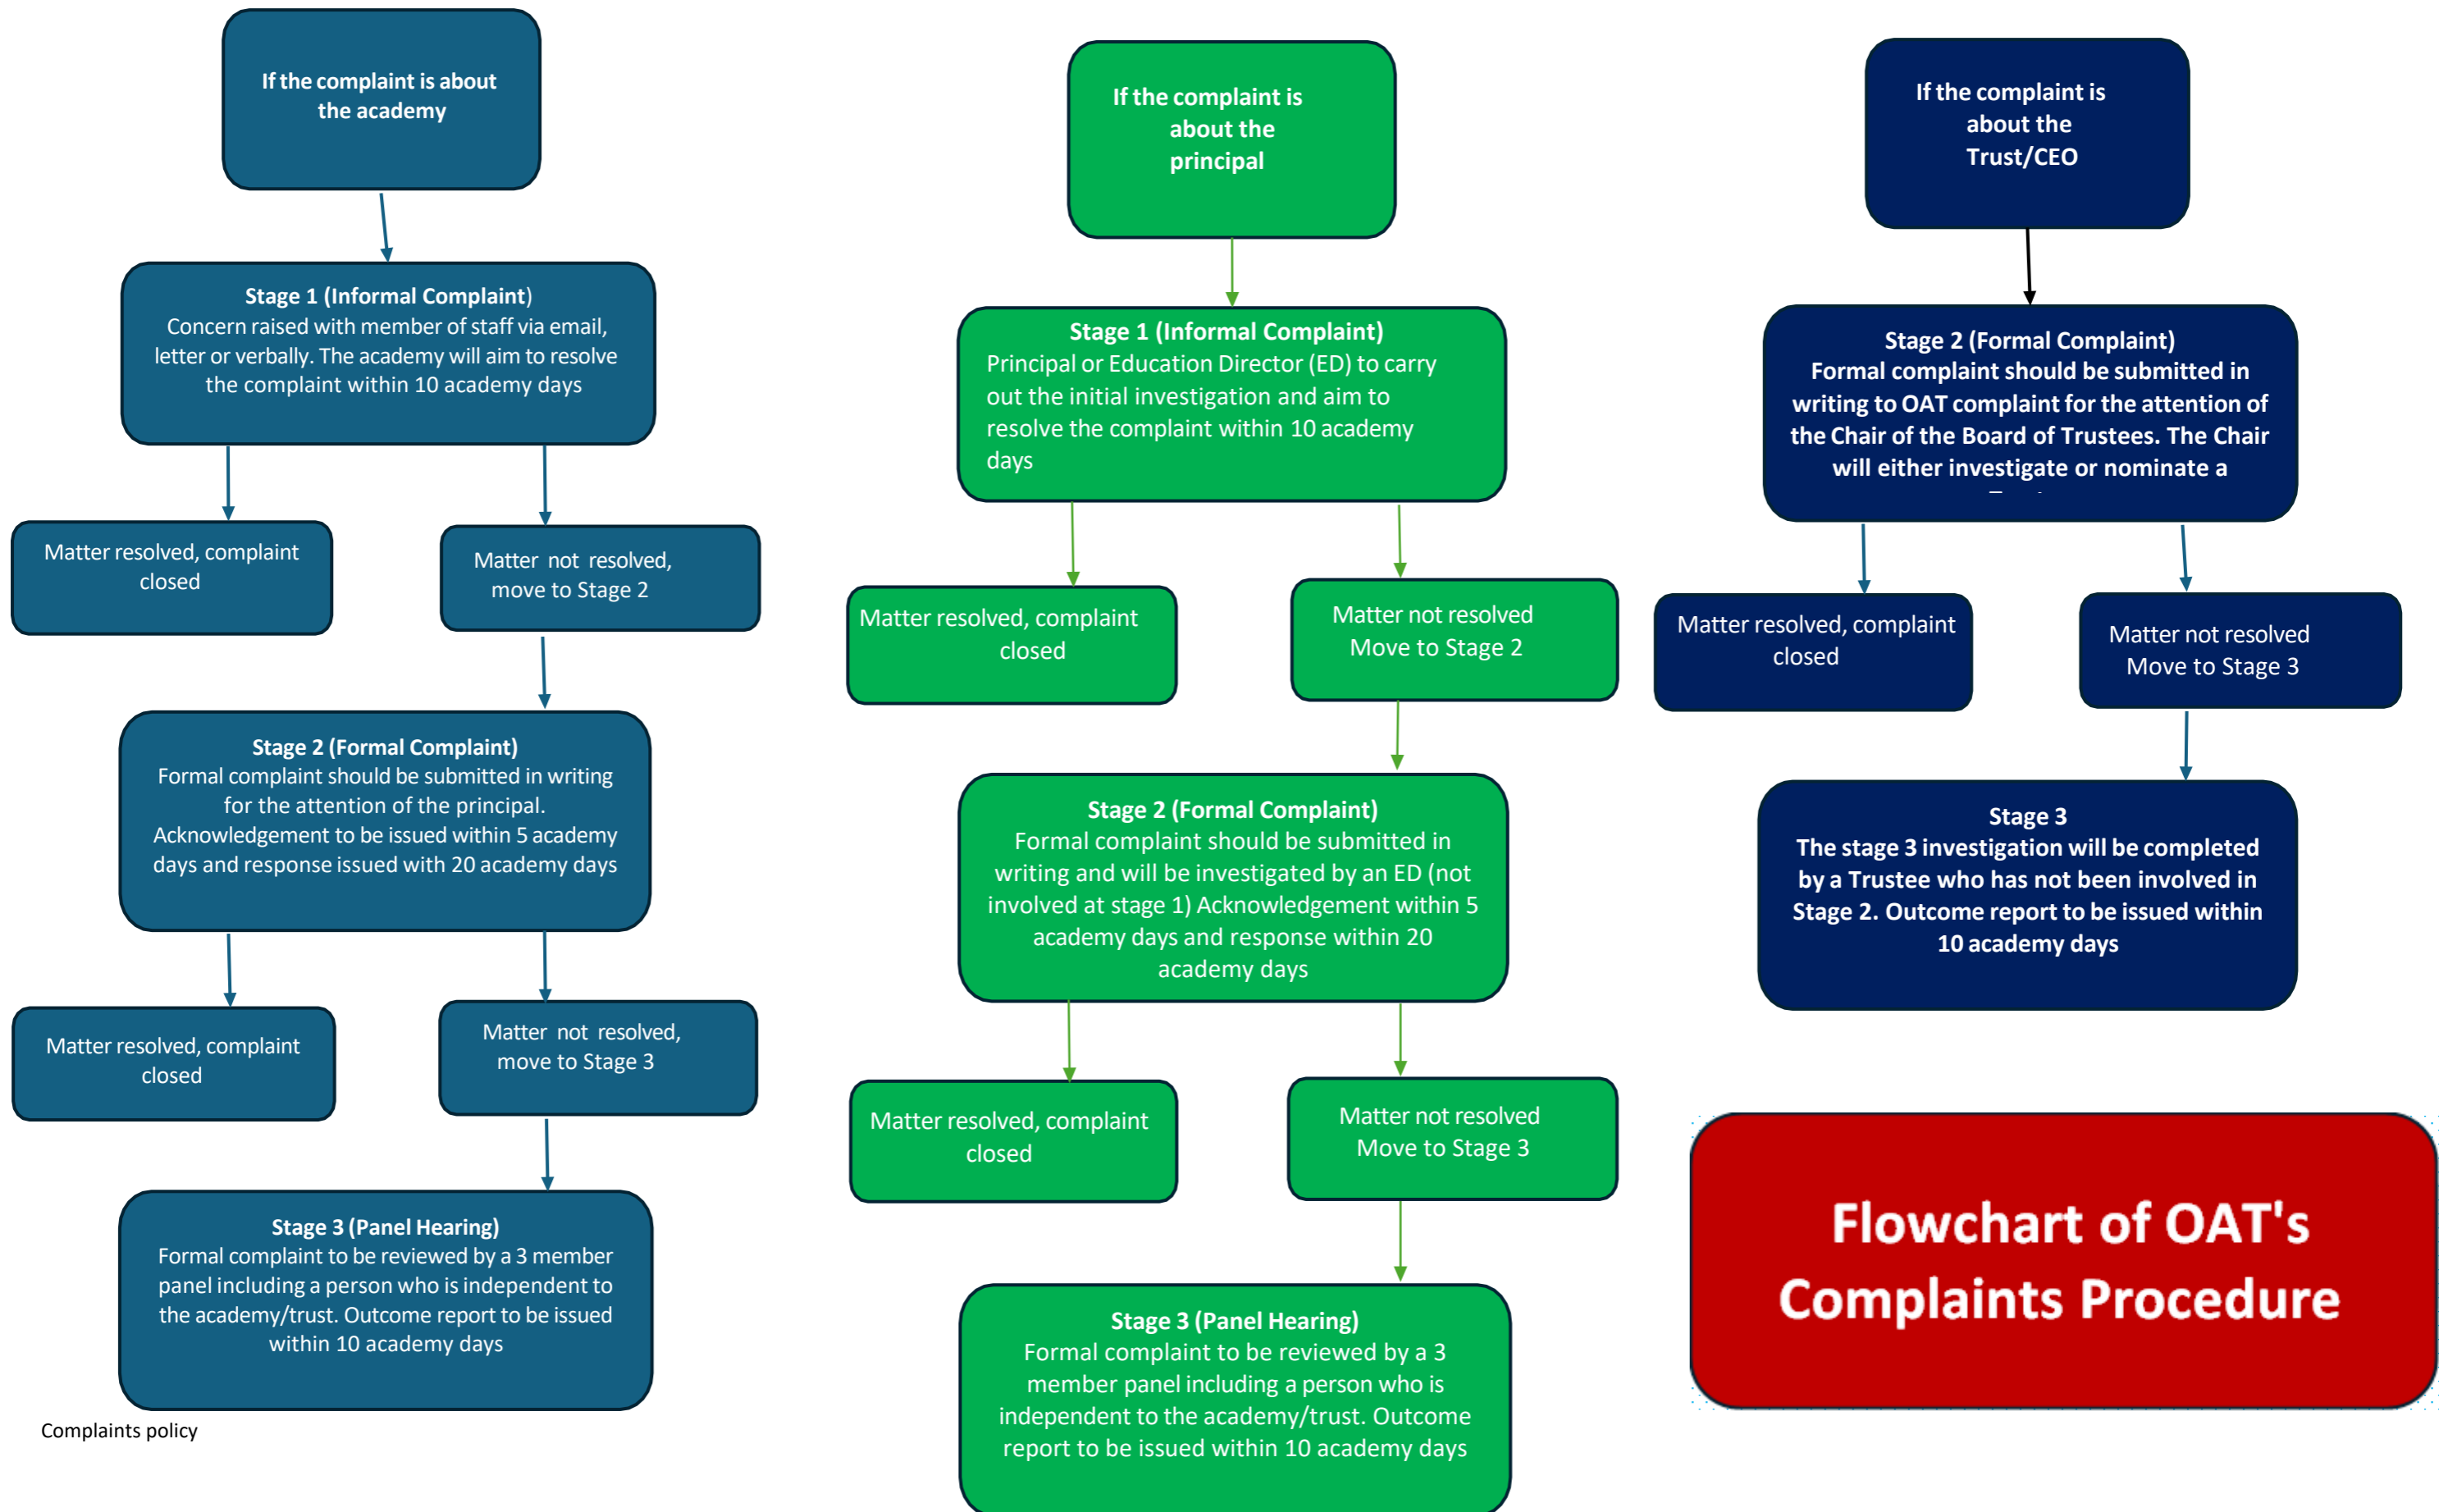 If the complaint is about
the academy
Stage 1 (Informal Complaint)
Concern raised with member of staff via email,
letter or verbally. The academy will aim to resolve
the complaint within 10 academy days
Matter resolved, complaint
closed
Matter not resolved,
move to Stage 2
Stage 2 (Formal Complaint)
Formal complaint should be submitted in writing
for the attention of the principal.
Acknowledgement to be issued within 5 academy
days and response issued with 20 academy days
Matter resolved, complaint
closed
Matter not resolved,
move to Stage 3
Stage 3 (Panel Hearing)
Formal complaint to be reviewed by a 3 member
panel including a person who is independent to
the academy/trust. Outcome report to be issued
within 10 academy days
Complaints policy
If the complaint is
about the
principal
Stage 1 (Informal Complaint)
Principal or Education Director (ED) to carry
out the initial investigation and aim to
resolve the complaint within 10 academy
days
Matter resolved, complaint
closed
Matter not resolved
Move to Stage 2
Stage 2 (Formal Complaint)
Formal complaint should be submitted in
writing and will be investigated by an ED (not
involved at stage 1) Acknowledgement within 5
academy days and response within 20
academy days
Matter resolved, complaint
closed
Matter not resolved
Move to Stage 3
Stage 3 (Panel Hearing)
Formal complaint to be reviewed by a 3
member panel including a person who is
independent to the academy/trust. Outcome
report to be issued within 10 academy days
If the complaint is
about the
Trust/CEO
Stage 2 (Formal Complaint)
Formal complaint should be submitted in
writing to OAT complaint for the attention of
the Chair of the Board of Trustees. The Chair
will either investigate or nominate a
Matter resolved, complaint
closed
Matter not resolved
Move to Stage 3
Stage 3
The stage 3 investigation will be completed
by a Trustee who has not been involved in
Stage 2. Outcome report to be issued within
10 academy days
Flowchart of OAT's
Complaints Procedure